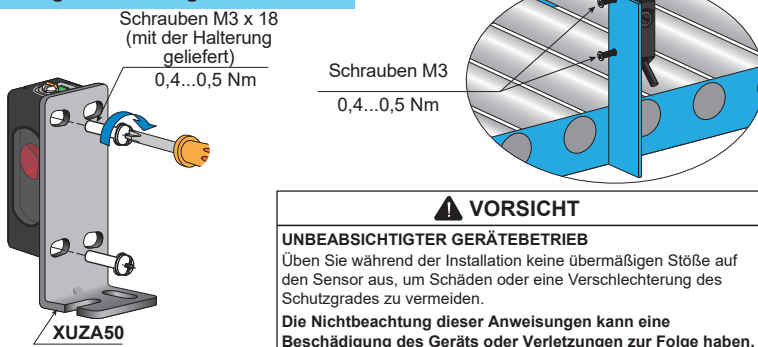 Schrauben M3 x 18
(mit der Halterung
geliefert)
0,4...0,5 Nm
XUZA50
Schrauben M3
0,4...0,5 Nm
VORSICHT
UNBEABSICHTIGTER GERÄTEBETRIEB
Üben Sie während der Installation keine übermäßigen Stöße auf
den Sensor aus, um Schäden oder eine Verschlechterung des
Schutzgrades zu vermeiden.
Die Nichtbeachtung dieser Anweisungen kann eine
Beschädigung des Geräts oder Verletzungen zur Folge haben.